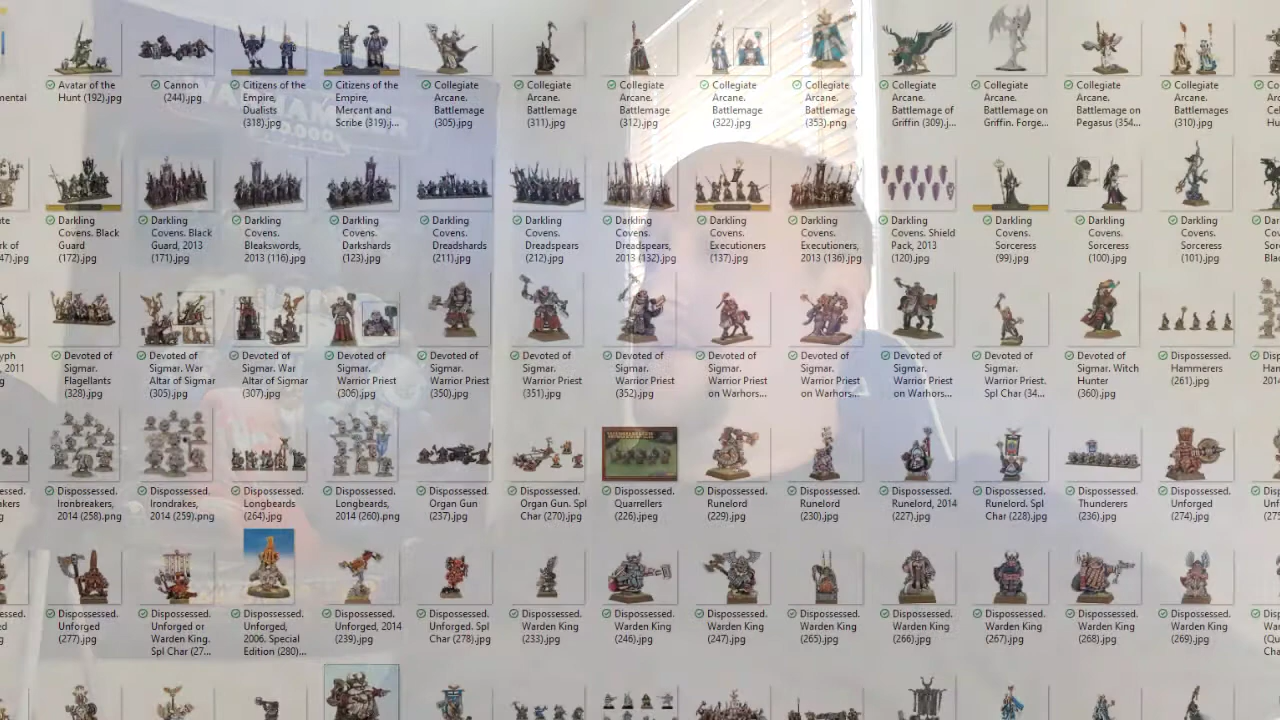 mental
Avatar of the
Hunt (192).jpg
Cannon
(244).jpg
Citizens of the
Empire,
Dualists
(318).jpg
Citizens of the
Empire,
Mercant and
Scribe (319).j...
Collegiate
Arcane.
Battlemage
(305).jpg
Collegiate
Arcane.
Battlemage
(311).jpg
Collegiate
Arcane.
Battlemage
(312).jpg
Collegiate
Arcane.
Battlemage
(322).jpg
Collegiate
Arcane.
Battlemage
(353).png
Collegiate
Arcane.
Battlemage of
Griffin (309).j...
Collegiate
Arcane.
Battlemage on
Griffin. Forge...
Collegiate
Arcane.
Battlemage on
Pegasus (354...
Collegiate
Arcane.
Battlemages
(310).jpg
rk of
47).jpg
Darkling
Covens. Black
Guard
(172).jpg
Darkling
Covens. Black
Guard, 2013
(171).jpg
Darkling
Covens.
Bleakswords,
2013 (116).jpg
Darkling
Covens.
Darkshards
(123).jpg
Darkling
Covens.
Dreadshards
(211).jpg
Darkling
Covens.
Dreadspears
(212).jpg
Darkling
Covens.
Dreadspears,
2013 (132).jpg
Darkling
Covens.
Executioners
(137).jpg
Darkling
Covens.
Executioners,
2013 (136).jpg
Darkling
Covens. Shield
Pack, 2013
(120).jpg
Darkling
Covens.
Sorceress
(99).jpg
Darkling
Covens.
Sorceress
(100).jpg
Darkling
Covens.
Sorceress
(101).jpg
yph
, 2011
Devoted of
Sigmar.
Flagellants
(328).jpg
Devoted of
Sigmar. War
Altar of Sigmar
(305).jpg
Devoted of
Sigmar. War
Altar of Sigmar
(307).jpg
Devoted of
Sigmar.
Warrior Priest
(306).jpg
Devoted of
Sigmar.
Warrior Priest
(350).jpg
Devoted of
Sigmar.
Warrior Priest
(351).jpg
Devoted of
Sigmar.
Warrior Priest
(352).jpg
Devoted of
Sigmar.
Warrior Priest
on Warhors...
Devoted of
Sigmar.
Warrior Priest
on Warhors...
Devoted of
Sigmar.
Warrior Priest
on Warhors...
Devoted of
Sigmar.
Warrior Priest.
Spl Char (34...
Devoted of
Sigmar. Witch
Hunter
(360).jpg
Dispossessed.
Hammerers
(261).jpg
Dispossessed.
Ironbreakers,
2014 (258).png
Dispossessed.
Irondrakes,
2014 (259).png
Dispossessed.
Longbeards
(264).jpg
Dispossessed.
Longbeards,
2014 (260).png
Dispossessed.
Organ Gun
(237).jpg
Dispossessed.
Organ Gun. Spl
Char (270).jpg
Dispossessed.
Quarrellers
(226).jpeg
Dispossessed.
Runelord
(229).jpg
Dispossessed.
Runelord
(230).jpg
Dispossessed.
Runelord, 2014
(227).jpg
Dispossessed.
Runelord. Spl
Char (228).jpg
Dispossessed.
Thunderers
(236).jpg
Dispossessed.
Unforged
(274).jpg
Dispossessed.
Unforged
(277).jpg
Dispossessed.
Unforged or
Warden King.
Spl Char (27...
Dispossessed.
Unforged,
2006. Special
Edition (280)...
Dispossessed.
Unforged, 2014
(239).jpg
Dispossessed.
Unforged. Spl
Char (278).jpg
Dispossessed.
Warden King
(233).jpg
Dispossessed.
Warden King
(246).jpg
Dispossessed.
Warden King
(247).jpg
Dispossessed.
Warden King
(265).jpg
Dispossessed.
Warden King
(266).jpg
Dispossessed.
Warden King
(267).jpg
Dispossessed.
Warden King
(268).jpg
Dispossessed.
Warden King
(269).jpg